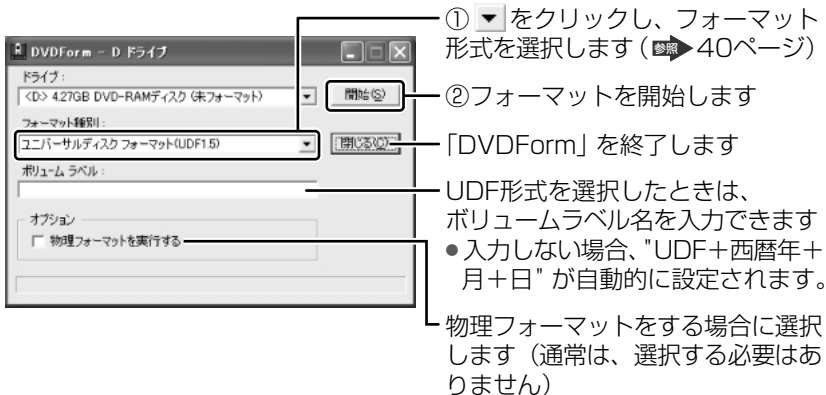 DVDForm - D ドライブ
ドライブ:
<D:> 4.27GB DVD-RAMディスク (未フォーマット)
開始(S)
フォーマット種別:
ユニバーサルディスク フォーマット(UDF1.5)
閉じる(C)
ボリューム ラベル:
オプション
物理フォーマットを実行する
① ▼ をクリックし、フォーマット
形式を選択します (参照▶40ページ)
②フォーマットを開始します
「DVDForm」を終了します
UDF形式を選択したときは、
ボリュームラベル名を入力できます
●入力しない場合、"UDF+西暦年+
月+日" が自動的に設定されます。
物理フォーマットをする場合に選択
します（通常は、選択する必要はあ
りません）